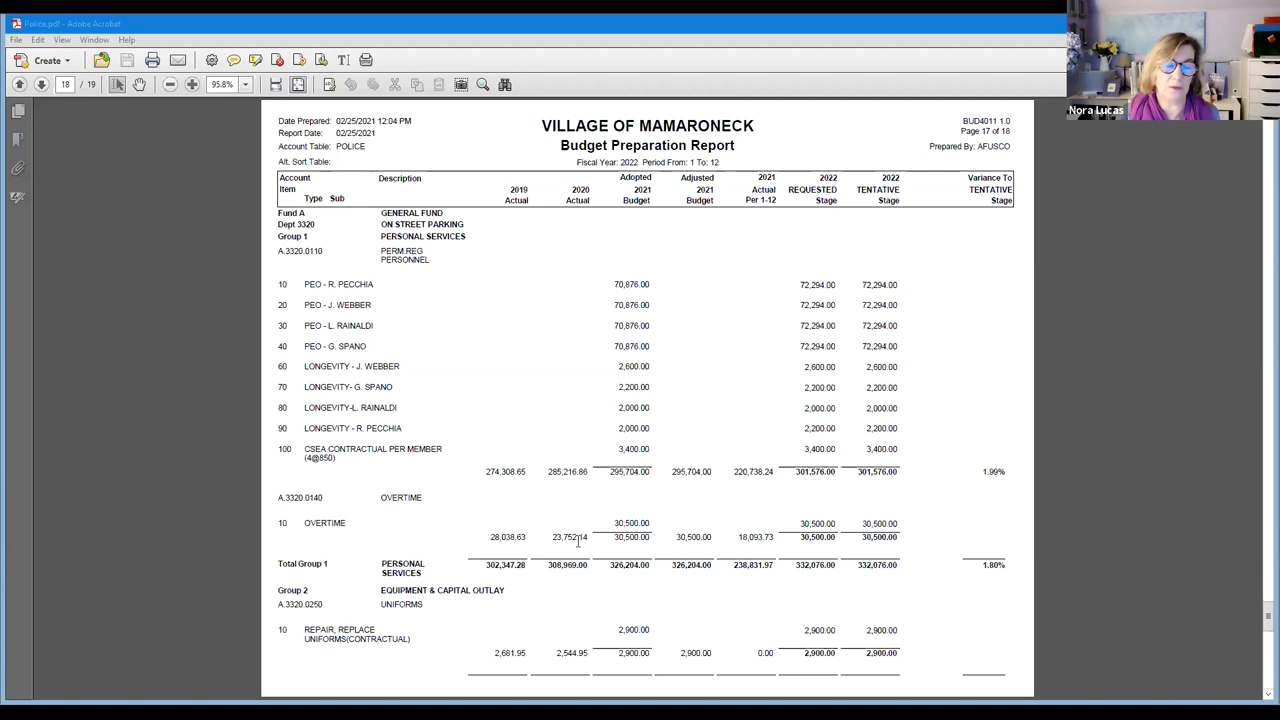 Police.pdf - Adobe Acrobat
File Edit View Window Help
Create
18 / 19 95.8%
Nora Lucas
Date Prepared: 02/25/2021 12:04 PM VILLAGE OF MAMARONECK BUD4011 1.0
Report Date: 02/25/2021 Budget Preparation Report Page 17 of 18
Account Table: POLICE Prepared By: AFUSCO
Alt. Sort Table: Fiscal Year: 2022 Period From: 1 To: 12
Account Description Adopted Adjusted 2021 2022 2022 Variance To
Item 2019 2020 2021 2021 Actual REQUESTED TENTATIVE TENTATIVE
Type Sub Actual Actual Budget Budget Per 1-12 Stage Stage Stage
Fund A GENERAL FUND
Dept 3320 ON STREET PARKING
Group 1 PERSONAL SERVICES
A.3320.0110 PERM.REG
PERSONNEL
10 PEO - R. PECCHIA 70,876.00 72,294.00 72,294.00
20 PEO - J. WEBBER 70,876.00 72,294.00 72,294.00
30 PEO - L. RAINALDI 70,876.00 72,294.00 72,294.00
40 PEO - G. SPANO 70,876.00 72,294.00 72,294.00
60 LONGEVITY - J. WEBBER 2,600.00 2,600.00 2,600.00
70 LONGEVITY- G. SPANO 2,200.00 2,200.00 2,200.00
80 LONGEVITY-L. RAINALDI 2,000.00 2,000.00 2,000.00
90 LONGEVITY - R. PECCHIA 2,000.00 2,200.00 2,200.00
100 CSEA CONTRACTUAL PER MEMBER 3,400.00 3,400.00 3,400.00
(4@850)
274,308.65 285,216.86 295,704.00 295,704.00 220,738.24 301,576.00 301,576.00 1.99%
A.3320.0140 OVERTIME
10 OVERTIME 30,500.00 30,500.00 30,500.00
28,038.63 23,752.14 30,500.00 30,500.00 18,093.73 30,500.00 30,500.00
Total Group 1 PERSONAL 302,347.28 308,969.00 326,204.00 326,204.00 238,831.97 332,076.00 332,076.00 1.80%
SERVICES
Group 2 EQUIPMENT & CAPITAL OUTLAY
A.3320.0250 UNIFORMS
10 REPAIR, REPLACE 2,900.00 2,900.00 2,900.00
UNIFORMS(CONTRACTUAL)
2,681.95 2,544.95 2,900.00 2,900.00 0.00 2,900.00 2,900.00